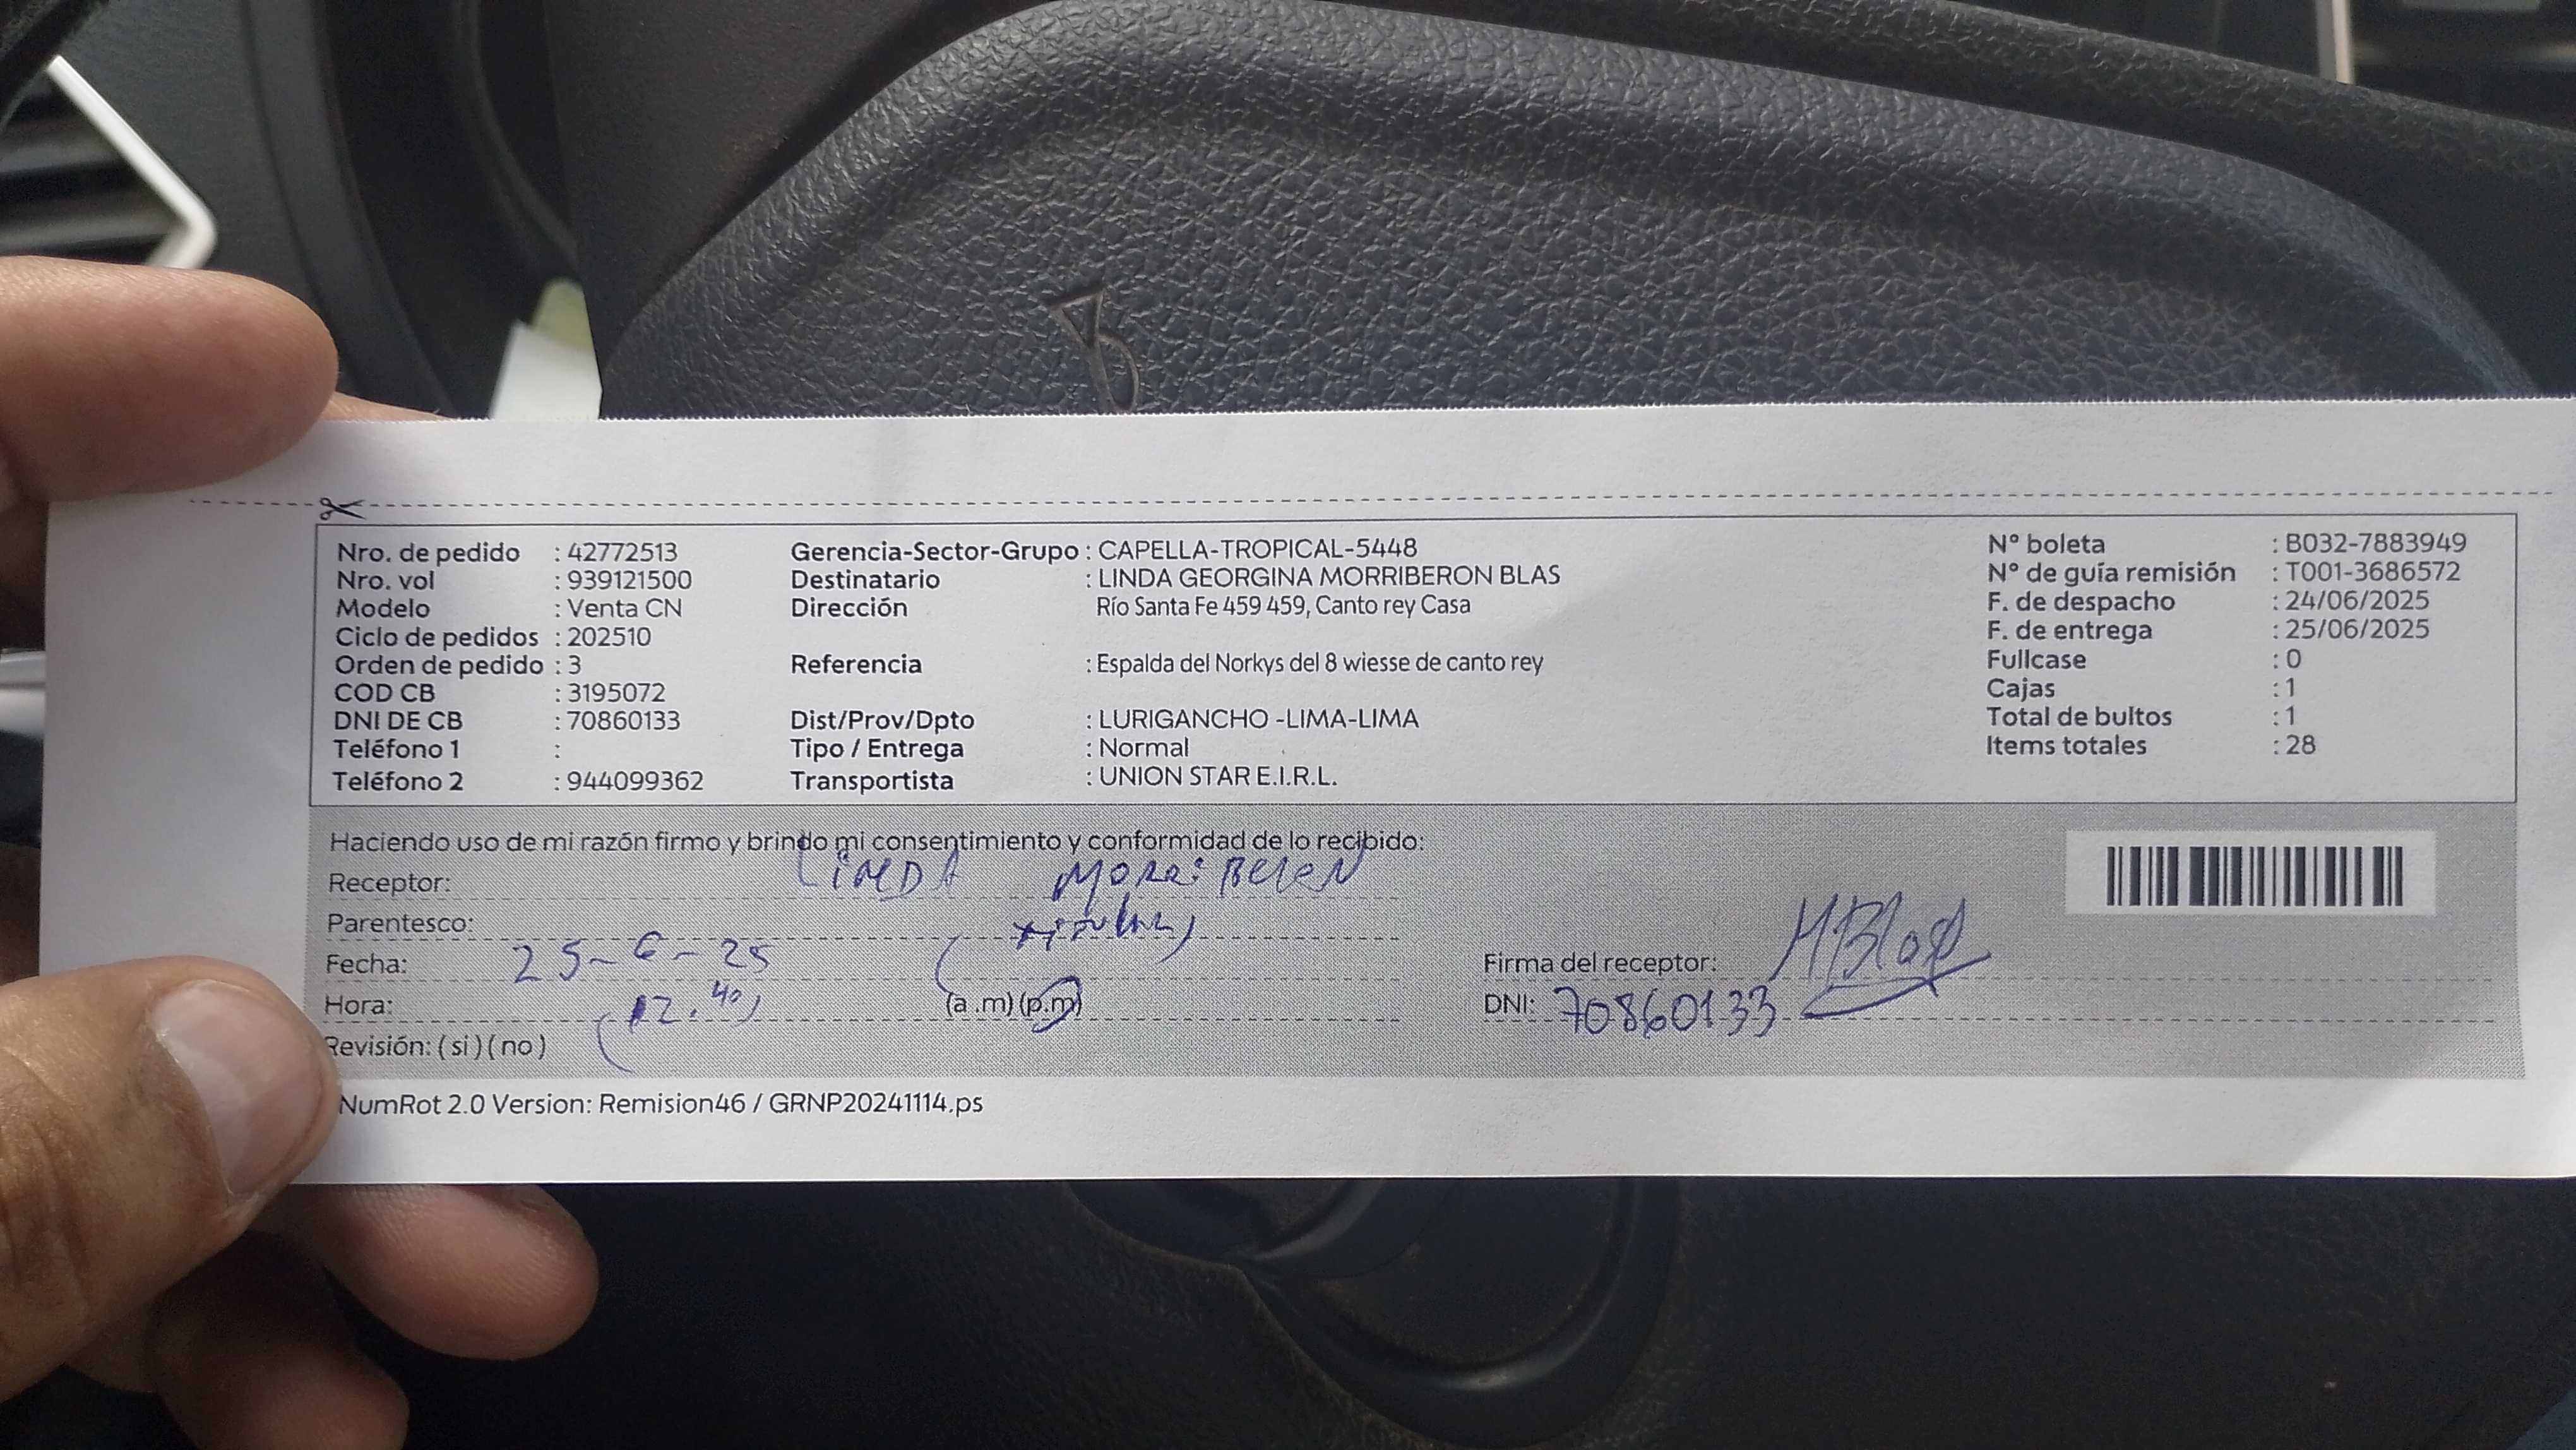 Nro. de pedido : 42772513
Nro. vol : 939121500
Modelo : Venta CN
Ciclo de pedidos : 202510
Orden de pedido : 3
COD CB : 3195072
DNI DE CB : 70860133
Teléfono 1 :
Teléfono 2 : 944099362
Gerencia-Sector-Grupo : CAPELLA-TROPICAL-5448
Destinatario : LINDA GEORGINA MORRIBERON BLAS
Dirección Río Santa Fe 459 459, Canto rey Casa
Referencia : Espalda del Norkys del 8 wiesse de canto rey
Dist/Prov/Dpto : LURIGANCHO -LIMA-LIMA
Tipo / Entrega : Normal
Transportista : UNION STAR E.I.R.L.
N° boleta : B032-7883949
N° de guía remisión : T001-3686572
F. de despacho : 24/06/2025
F. de entrega : 25/06/2025
Fullcase : 0
Cajas : 1
Total de bultos : 1
Items totales : 28
Haciendo uso de mi razón firmo y brindo mi consentimiento y conformidad de lo recibido:
Receptor: LINDA
Parentesco:
Fecha: 25-6-25
Hora: 12.40 (a.m) (p.m)
Revisión: ( si ) ( no )
Firma del receptor: MBlas
DNI: 70860133
NumRot 2.0 Version: Remision46 / GRNP20241114.ps